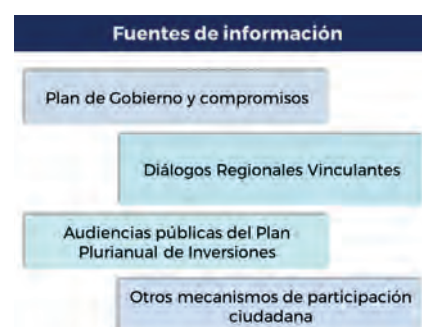 Fuentes de información
Plan de Gobierno y compromisos
Diálogos Regionales Vinculantes
Audiencias públicas del Plan
Plurianual de Inversiones
Otros mecanismos de participación
ciudadana